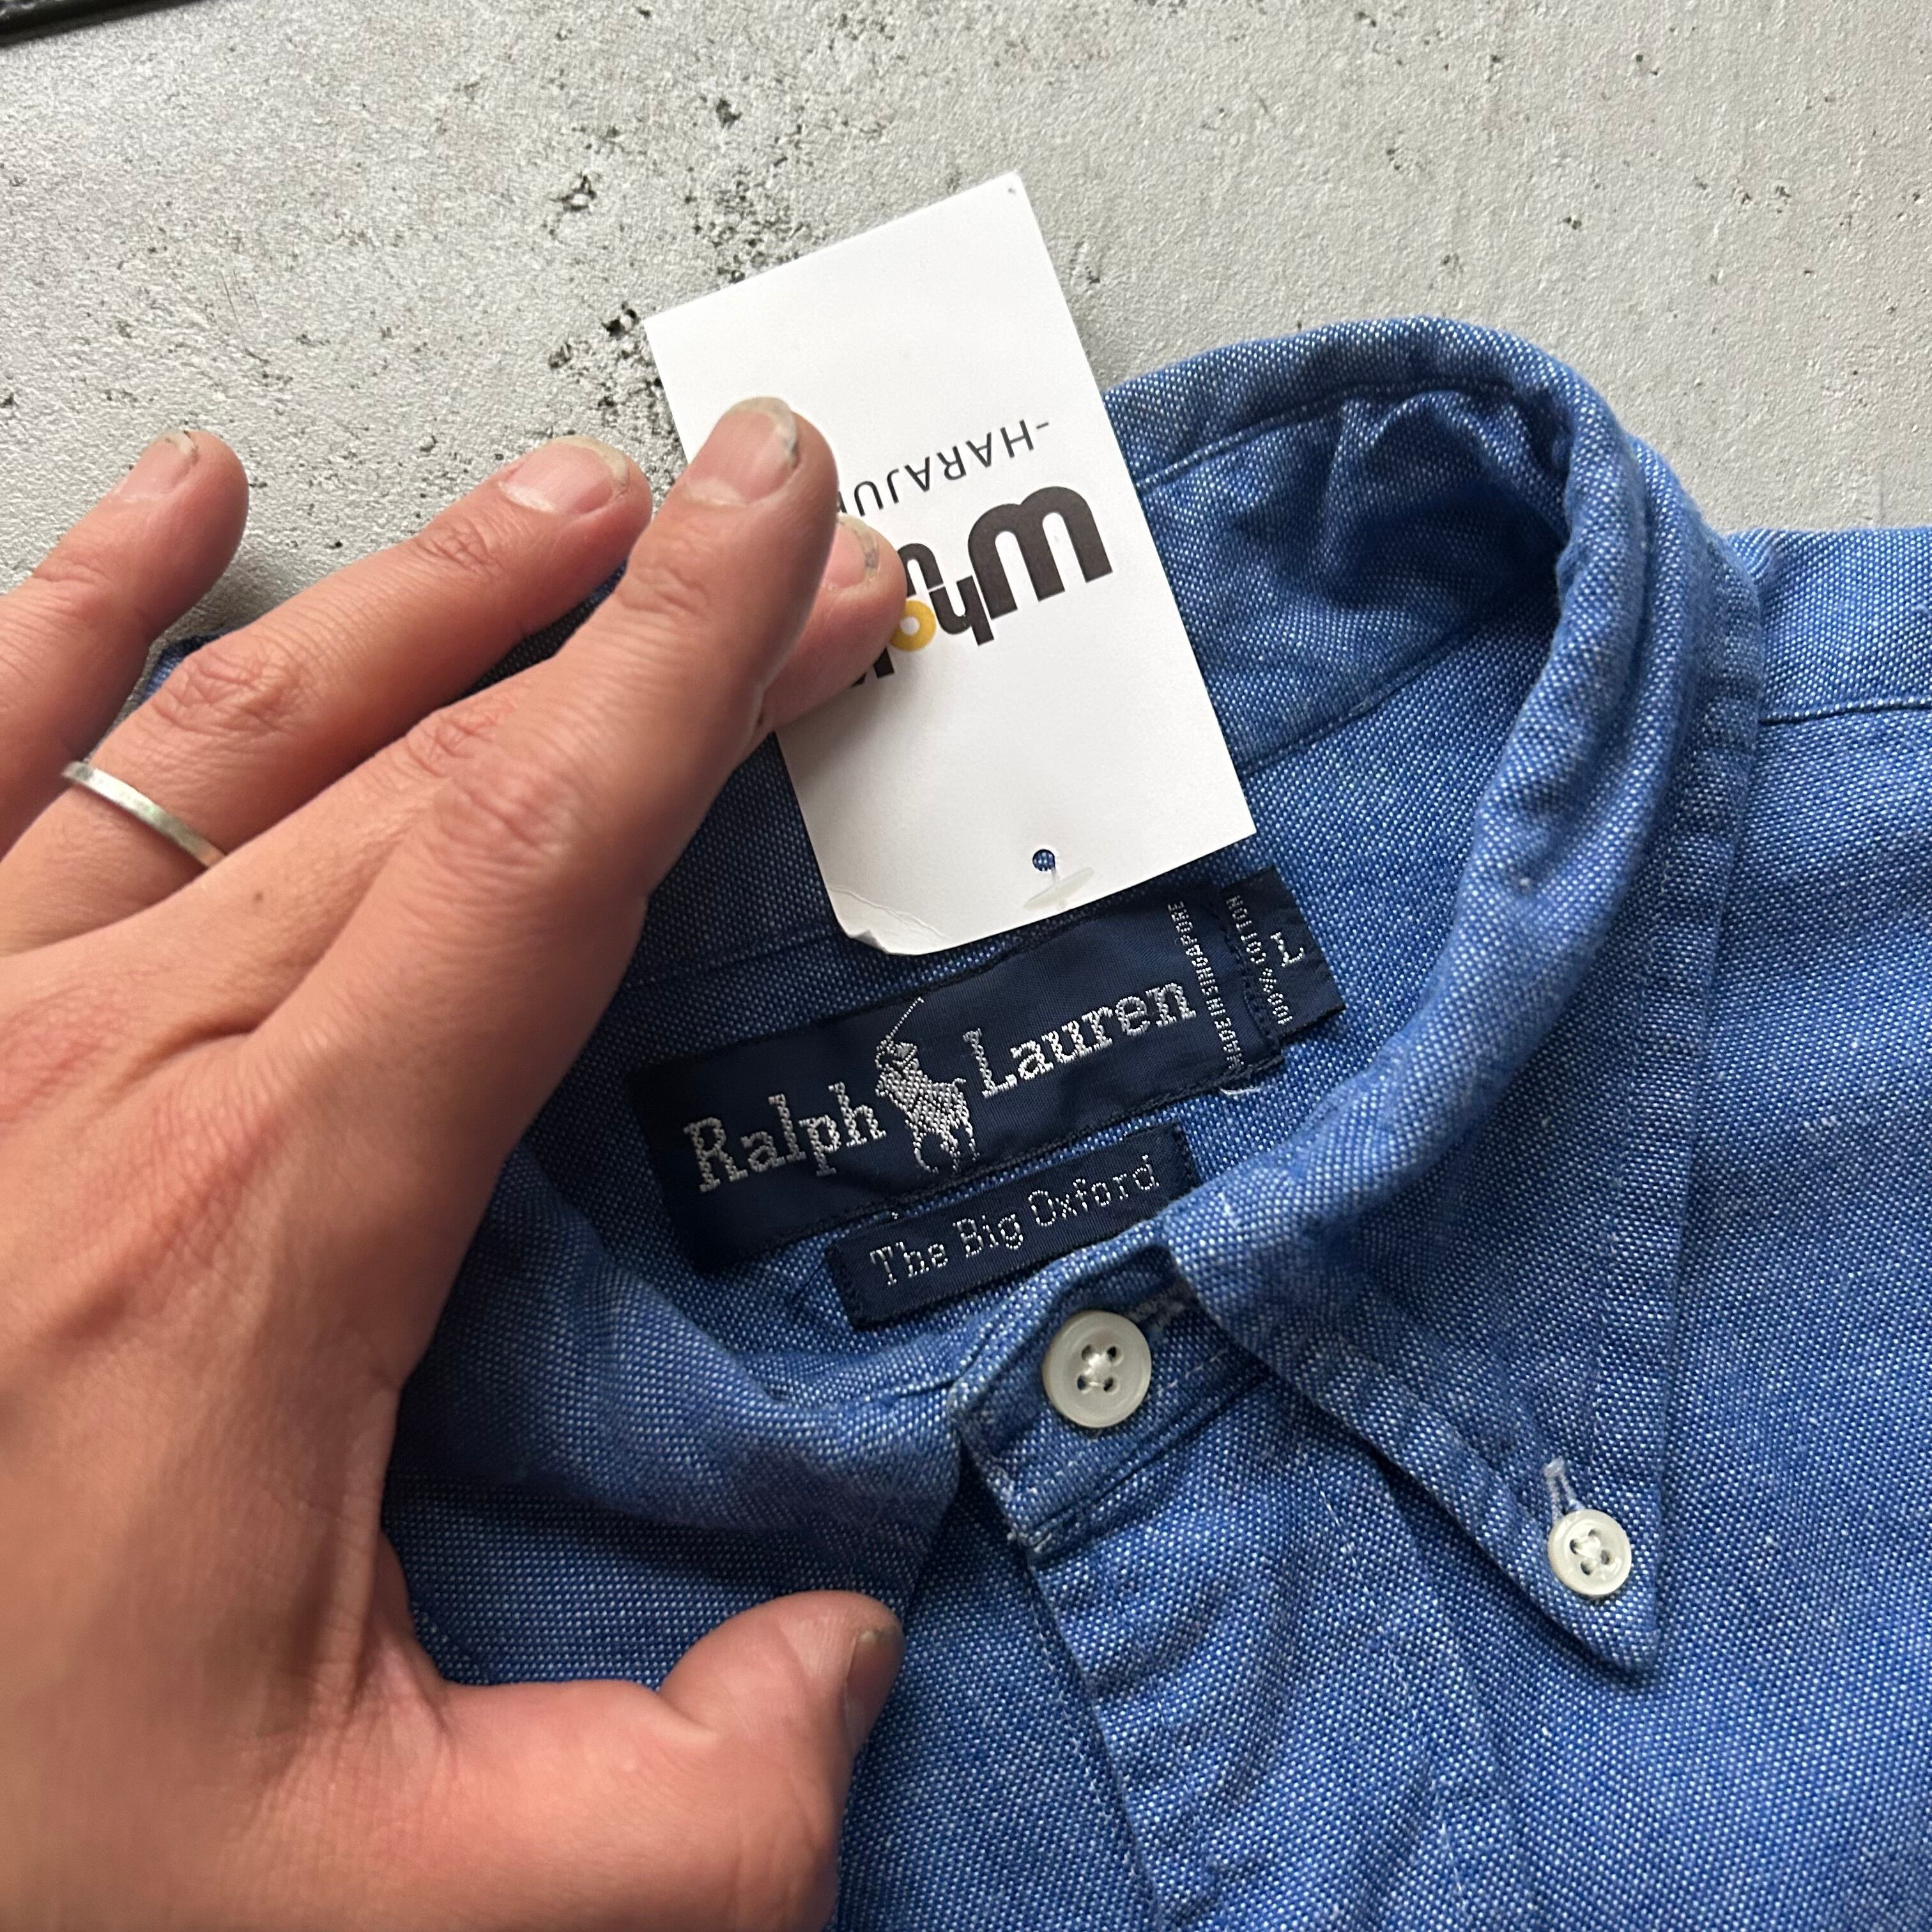 -HARAJU
Ralph Lauren
MADE IN SINGAPORE
100% COTTON
L
The Big Oxford